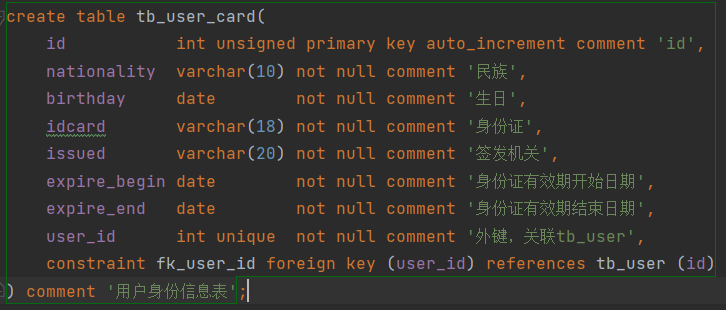 create table tb_user_card(
    id           int unsigned primary key auto_increment comment 'id',
    nationality  varchar(10) not null comment '民族',
    birthday     date        not null comment '生日',
    idcard       varchar(18) not null comment '身份证',
    issued       varchar(20) not null comment '签发机关',
    expire_begin date        not null comment '身份证有效期开始日期',
    expire_end   date        not null comment '身份证有效期结束日期',
    user_id      int unique  not null comment '外键，关联tb_user',
    constraint fk_user_id foreign key (user_id) references tb_user (id)
) comment '用户身份信息表';